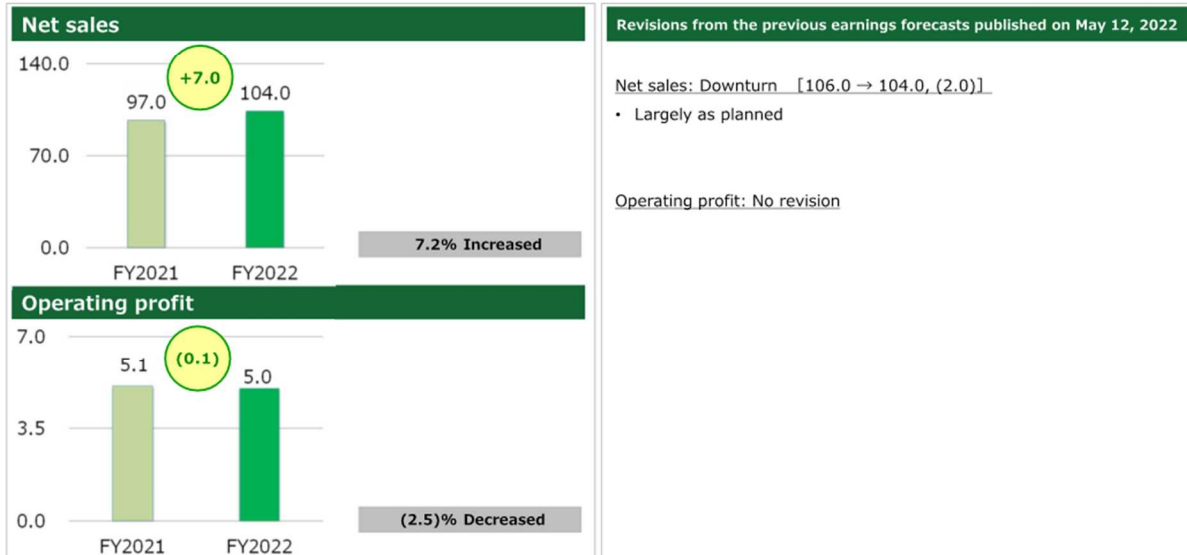 Net sales
140.0
+7.0
97.0
104.0
70.0
0.0
7.2% Increased
FY2021
FY2022
Operating profit
7.0
5.1
(0.1)
5.0
3.5
0.0
(2.5)% Decreased
FY2021
FY2022
Revisions from the previous earnings forecasts published on May 12, 2022
Net sales: Downturn [106.0 → 104.0, (2.0)]
• Largely as planned
Operating profit: No revision